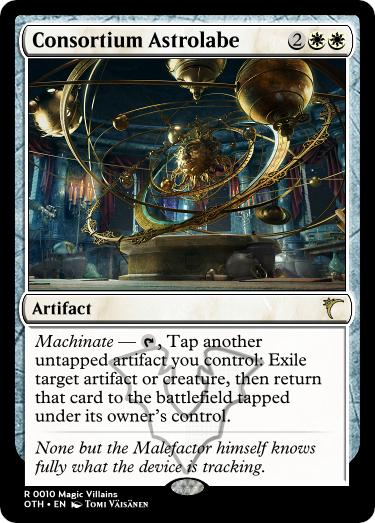 Consortium Astrolabe 2
Artifact
Machinate — , Tap another
untapped artifact you control: Exile
target artifact or creature, then return
that card to the battlefield tapped
under its owner's control.
None but the Malefactor himself knows
fully what the device is tracking.
R 0010 Magic Villains
OTH • EN Tomi Väisänen